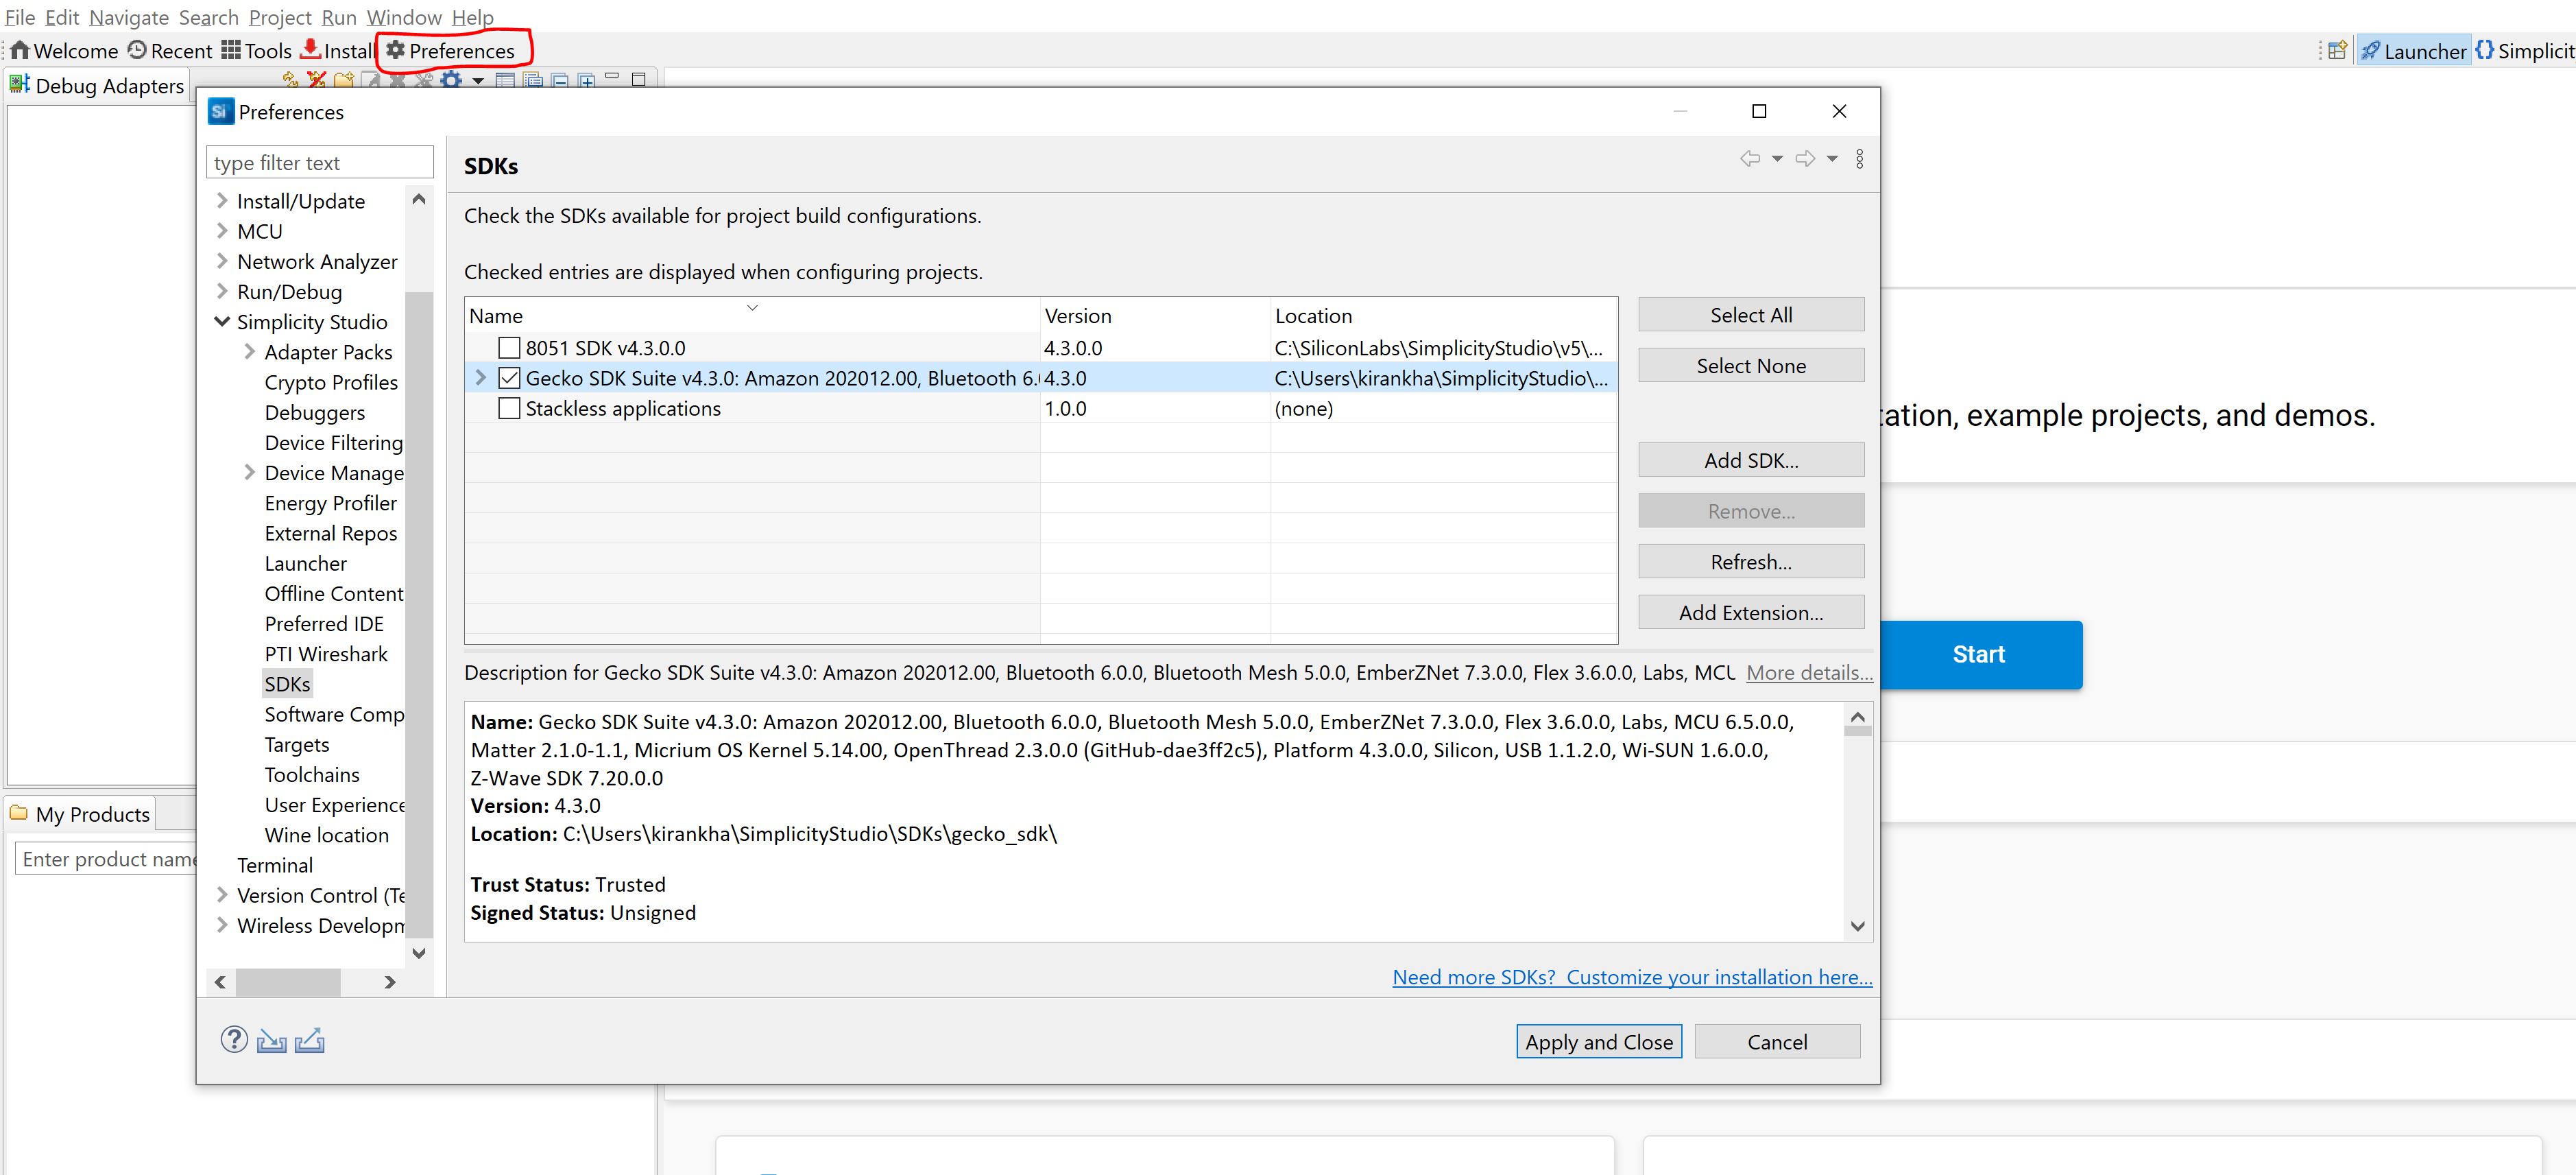 File Edit Navigate Search Project Run Window Help
Welcome Recent Tools Install Preferences
Launcher Simplicit
Debug Adapters
Si Preferences
type filter text
Install/Update
MCU
Network Analyzer
Run/Debug
Simplicity Studio
Adapter Packs
Crypto Profiles
Debuggers
Device Filtering
Device Manage
Energy Profiler
External Repos
Launcher
Offline Content
Preferred IDE
PTI Wireshark
SDKs
Software Comp
Targets
Toolchains
User Experience
Wine location
Terminal
Version Control (Te
Wireless Developm
SDKs
Check the SDKs available for project build configurations.
Checked entries are displayed when configuring projects.
Name Version Location
8051 SDK v4.3.0.0 4.3.0.0 C:\SiliconLabs\SimplicityStudio\v5\...
Gecko SDK Suite v4.3.0: Amazon 202012.00, Bluetooth 6.( 4.3.0 C:\Users\kirankha\SimplicityStudio\...
Stackless applications 1.0.0 (none)
Select All
Select None
Add SDK...
Remove...
Refresh...
Add Extension...
Description for Gecko SDK Suite v4.3.0: Amazon 202012.00, Bluetooth 6.0.0, Bluetooth Mesh 5.0.0, EmberZNet 7.3.0.0, Flex 3.6.0.0, Labs, MCU More details...
Name: Gecko SDK Suite v4.3.0: Amazon 202012.00, Bluetooth 6.0.0, Bluetooth Mesh 5.0.0, EmberZNet 7.3.0.0, Flex 3.6.0.0, Labs, MCU 6.5.0.0,
Matter 2.1.0-1.1, Micrium OS Kernel 5.14.00, OpenThread 2.3.0.0 (GitHub-dae3ff2c5), Platform 4.3.0.0, Silicon, USB 1.1.2.0, Wi-SUN 1.6.0.0,
Z-Wave SDK 7.20.0.0
Version: 4.3.0
Location: C:\Users\kirankha\SimplicityStudio\SDKs\gecko_sdk\
Trust Status: Trusted
Signed Status: Unsigned
Need more SDKs? Customize your installation here...
? Apply and Close Cancel
tation, example projects, and demos.
Start
My Products
Enter product name